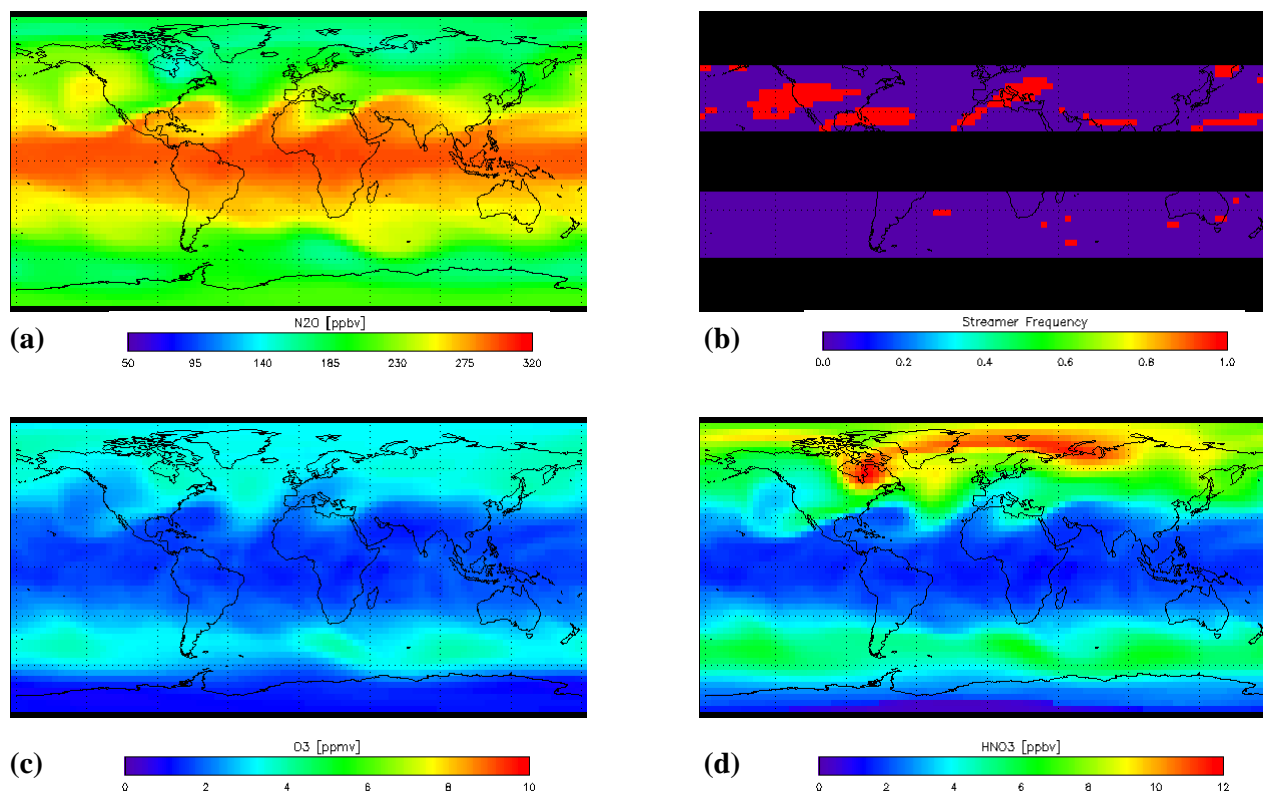 N2O [ppbv]
(a)
50 95 140 185 230 275 320
Streamer Frequency
(b)
0.0 0.2 0.4 0.6 0.8 1.0
O3 [ppmv]
(c)
0 2 4 6 8 10
HNO3 [ppbv]
(d)
0 2 4 6 8 10 12